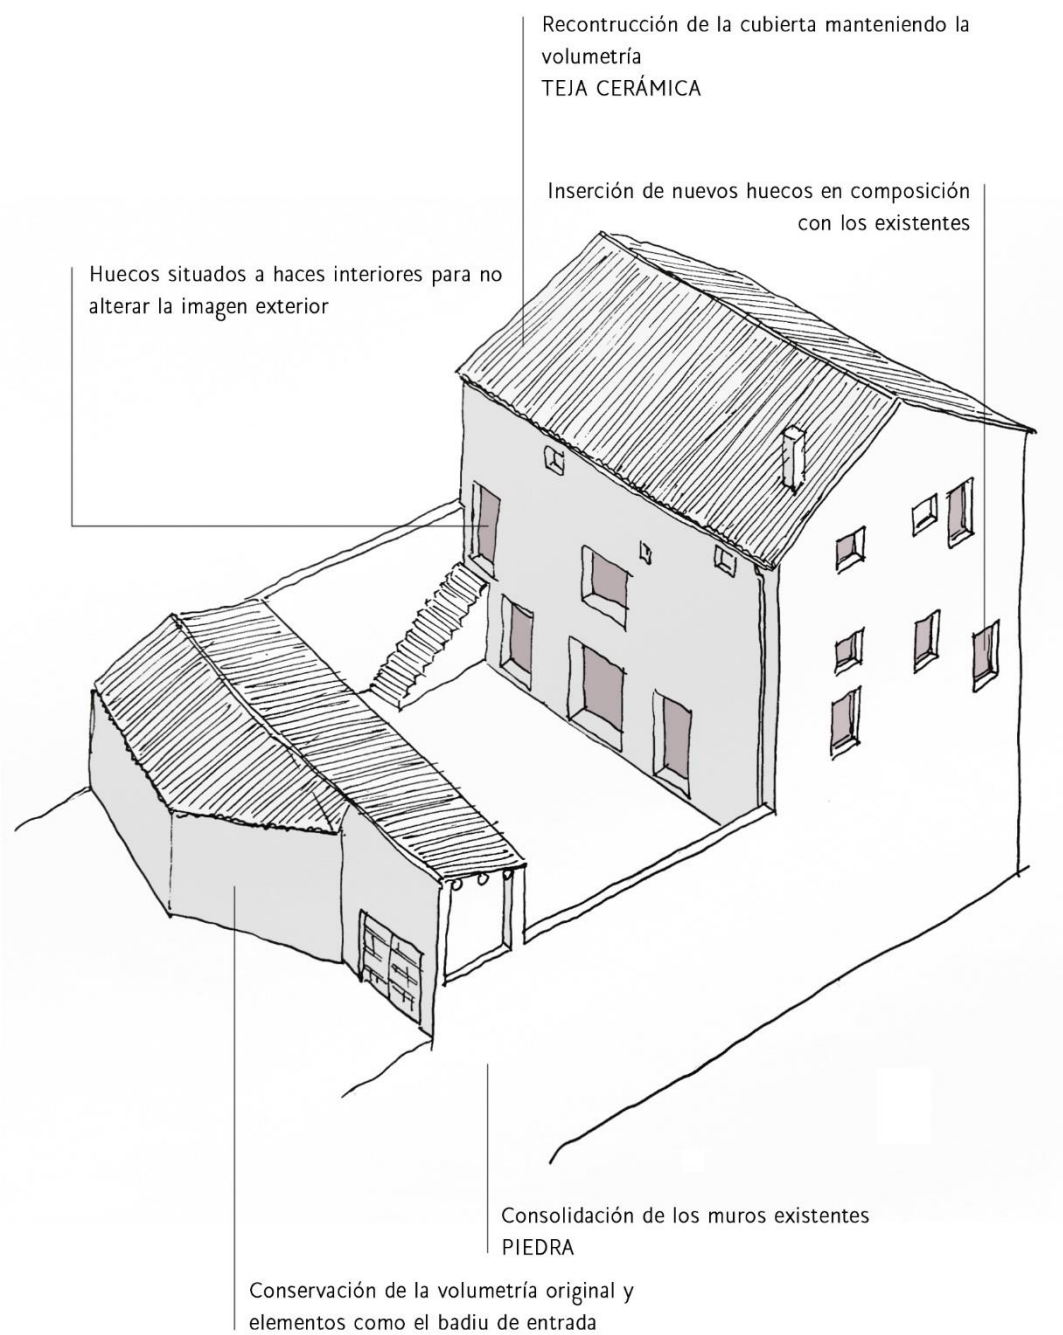 Recontrucción de la cubierta manteniendo la
volumetría
TEJA CERÁMICA
Inserción de nuevos huecos en composición
con los existentes
Huecos situados a haces interiores para no
alterar la imagen exterior
Consolidación de los muros existentes
PIEDRA
Conservación de la volumetría original y
elementos como el badiu de entrada